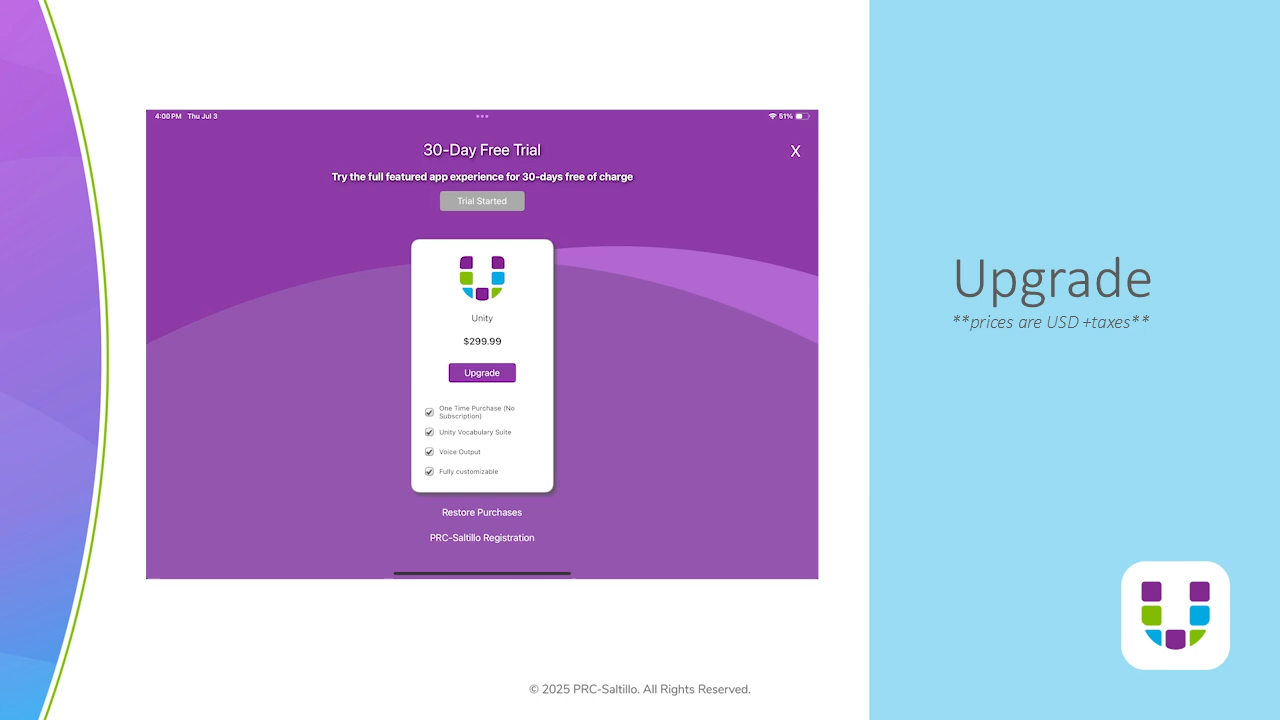 4:00 PM Thu Jul 3
51%
30-Day Free Trial
X
Try the full featured app experience for 30-days free of charge
Trial Started
Unity
$299.99
Upgrade
One Time Purchase (No
Subscription)
Unity Vocabulary Suite
Voice Output
Fully customizable
Restore Purchases
PRC-Saltillo Registration
Upgrade
**prices are USD +taxes**
© 2025 PRC-Saltillo. All Rights Reserved.